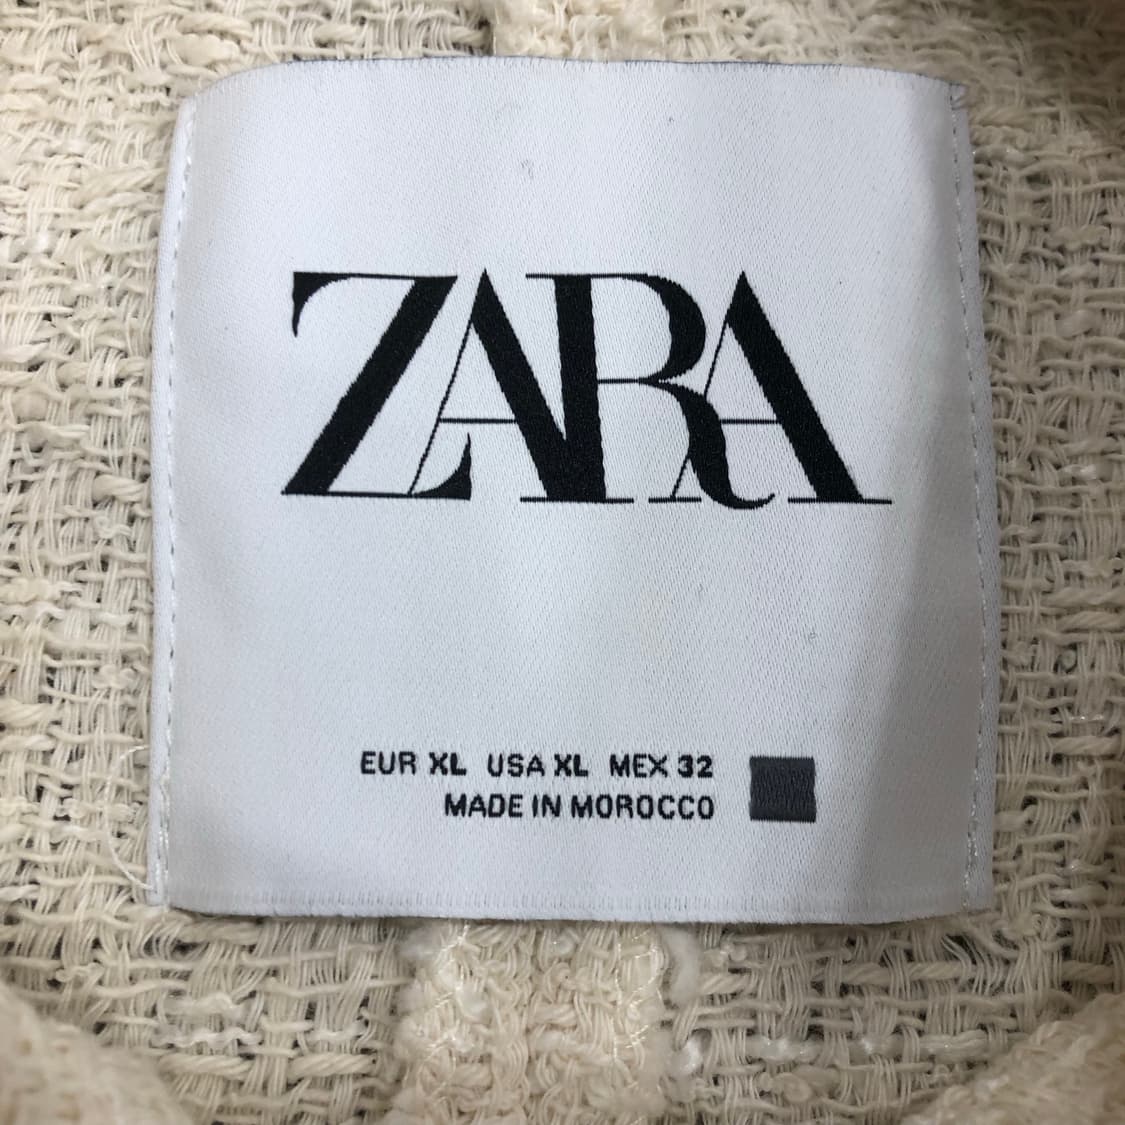 ZARA
EUR XL USA XL MEX 32
MADE IN MOROCCO